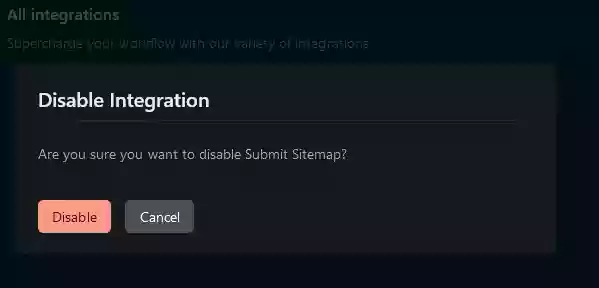 All integrations
Supercharge your workflow with our variety of integrations
Disable Integration
Are you sure you want to disable Submit Sitemap?
Disable
Cancel